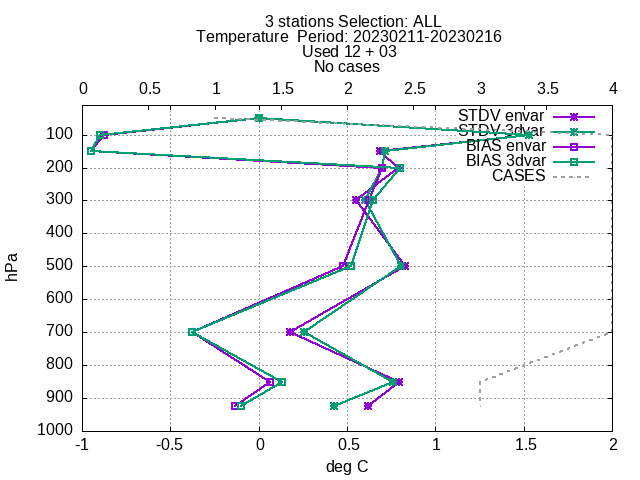 3 stations Selection: ALL
Temperature  Period: 20230211-20230216
Used 12 + 03
No cases
0 0.5 1 1.5 2 2.5 3 3.5 4
STDV envar
STDV 3dvar
BIAS envar
BIAS 3dvar
CASES
hPa
100
200
300
400
500
600
700
800
900
1000
-1 -0.5 0 0.5 1 1.5 2
deg C